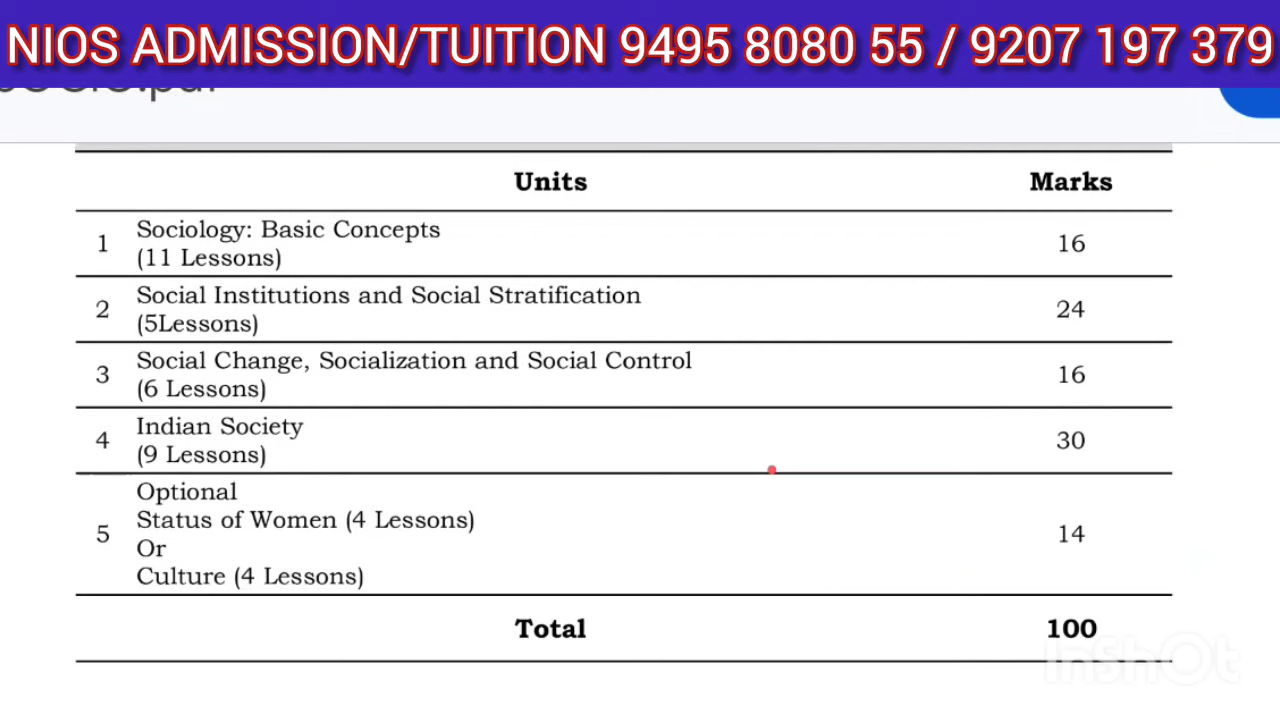 NIOS ADMISSION/TUITION 9495 8080 55 / 9207 197 379
Units Marks
1 Sociology: Basic Concepts
(11 Lessons) 16
2 Social Institutions and Social Stratification
(5Lessons) 24
3 Social Change, Socialization and Social Control
(6 Lessons) 16
4 Indian Society
(9 Lessons) 30
Optional
Status of Women (4 Lessons)
5 Or 14
Culture (4 Lessons)
Total 100
InShOt